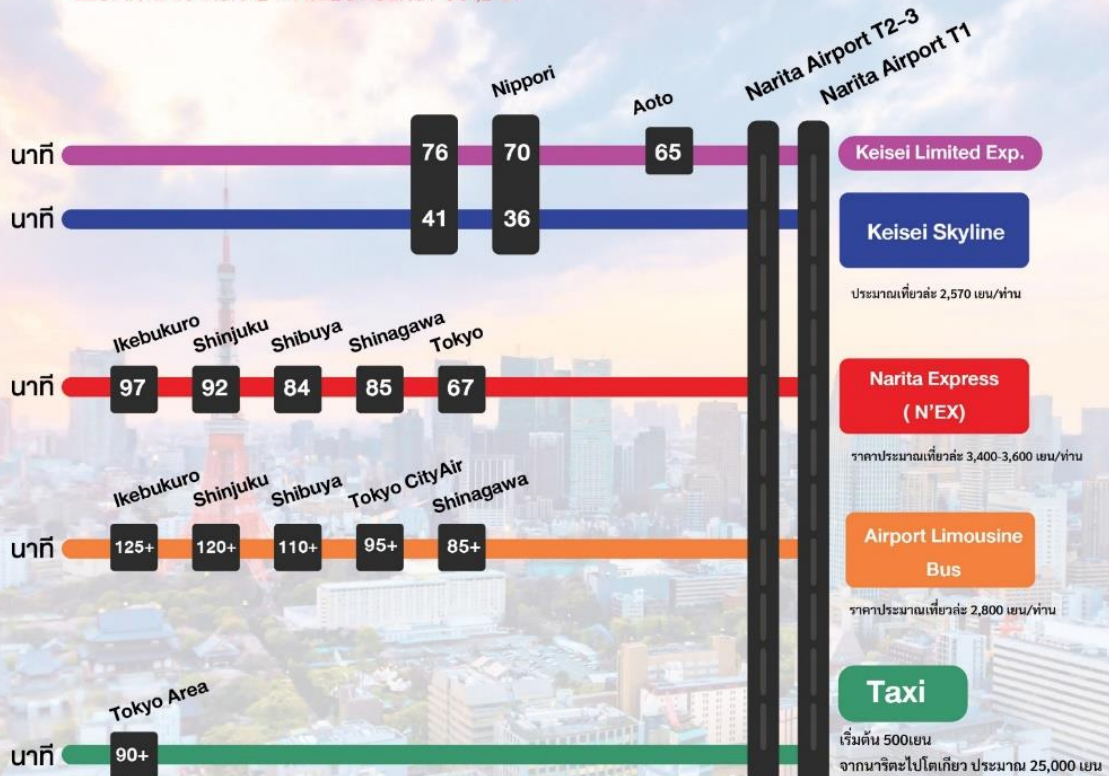 Narita Airport T2-3
Narita Airport T1
Nippori
Aoto
นาที
76
70
65
Keisei Limited Exp.
นาที
41
36
Keisei Skyline
ประมาณเที่ยวล่ะ 2,570 เยน/ท่าน
Ikebukuro
Shinjuku
Shibuya
Shinagawa
Tokyo
นาที
97
92
84
85
67
Narita Express
( N'EX)
ราคาประมาณเที่ยวล่ะ 3,400-3,600 เยน/ท่าน
Ikebukuro
Shinjuku
Shibuya
Tokyo CityAir
Shinagawa
นาที
125+
120+
110+
95+
85+
Airport Limousine
Bus
ราคาประมาณเที่ยวล่ะ 2,800 เยน/ท่าน
Tokyo Area
นาที
90+
Taxi
เริ่มต้น 500เยน
จากนาริตะไปโตเกียว ประมาณ 25,000 เยน